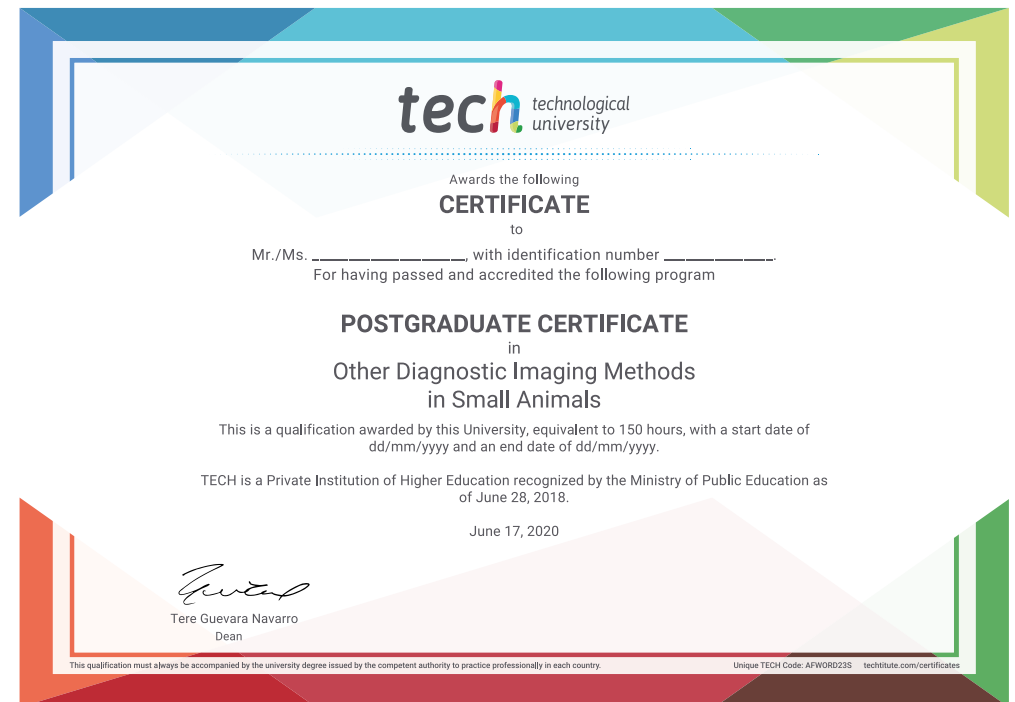 tech technological
university
Awards the following
CERTIFICATE
to
Mr./Ms. ____________________, with identification number ______________.
For having passed and accredited the following program
POSTGRADUATE CERTIFICATE
in
Other Diagnostic Imaging Methods
in Small Animals
This is a qualification awarded by this University, equivalent to 150 hours, with a start date of
dd/mm/yyyy and an end date of dd/mm/yyyy.
TECH is a Private Institution of Higher Education recognized by the Ministry of Public Education as
of June 28, 2018.
June 17, 2020
Tere Guevara Navarro
Dean
This qualification must always be accompanied by the university degree issued by the competent authority to practice professionally in each country.
Unique TECH Code: AFWORD23S techtitute.com/certificates